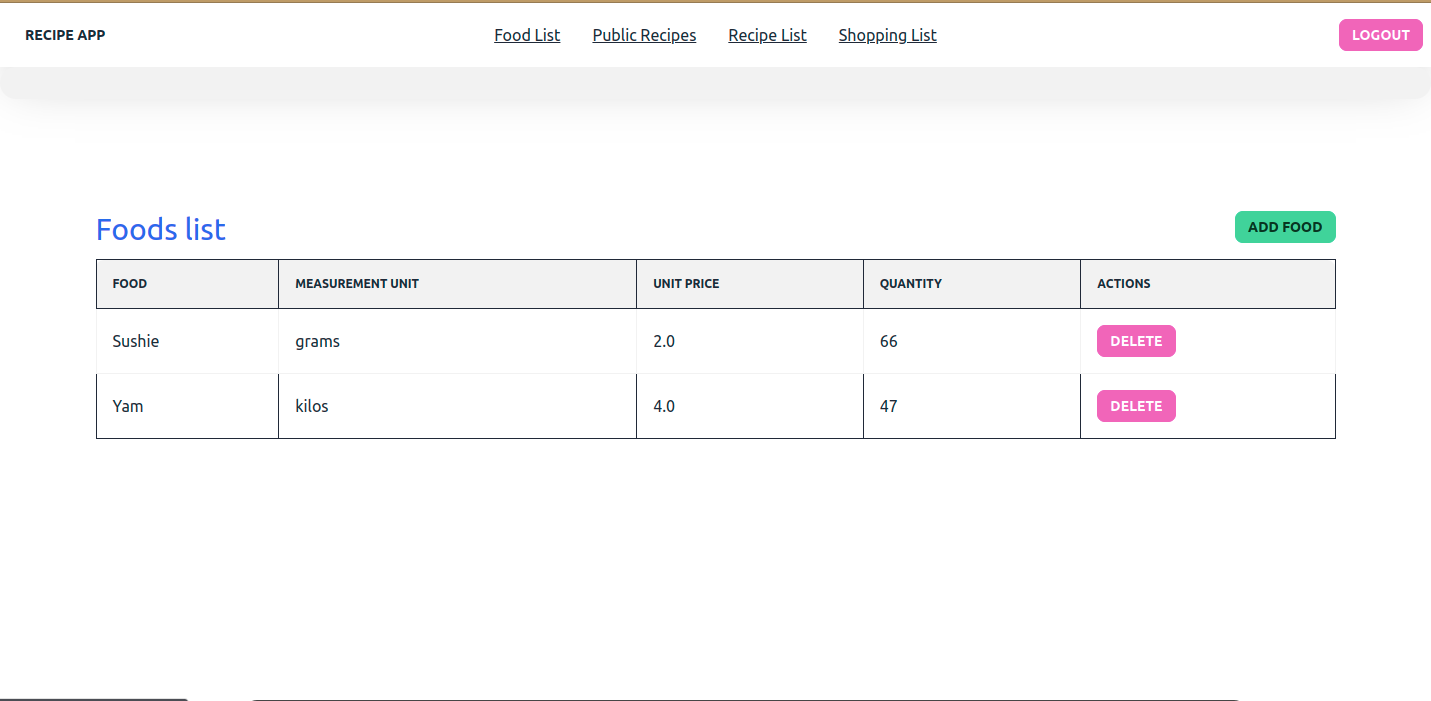 RECIPE APP Food List Public Recipes Recipe List Shopping List LOGOUT
Foods list ADD FOOD
FOOD MEASUREMENT UNIT UNIT PRICE QUANTITY ACTIONS
Sushie grams 2.0 66 DELETE
Yam kilos 4.0 47 DELETE